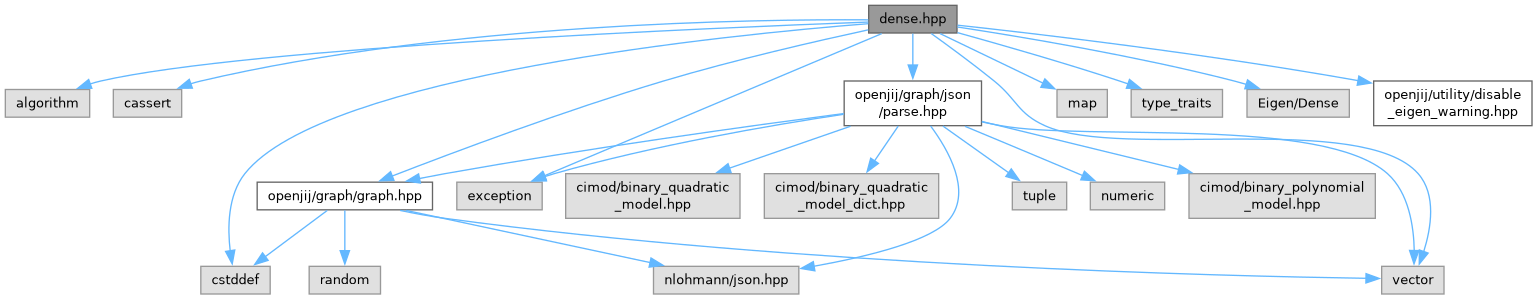 dense.hpp
algorithm
cassert
openjij/graph/json
/parse.hpp
map
type_traits
Eigen/Dense
openjij/utility/disable
_eigen_warning.hpp
openjij/graph/graph.hpp
exception
cimod/binary_quadratic
_model.hpp
cimod/binary_quadratic
_model_dict.hpp
tuple
numeric
cimod/binary_polynomial
_model.hpp
cstddef
random
nlohmann/json.hpp
vector